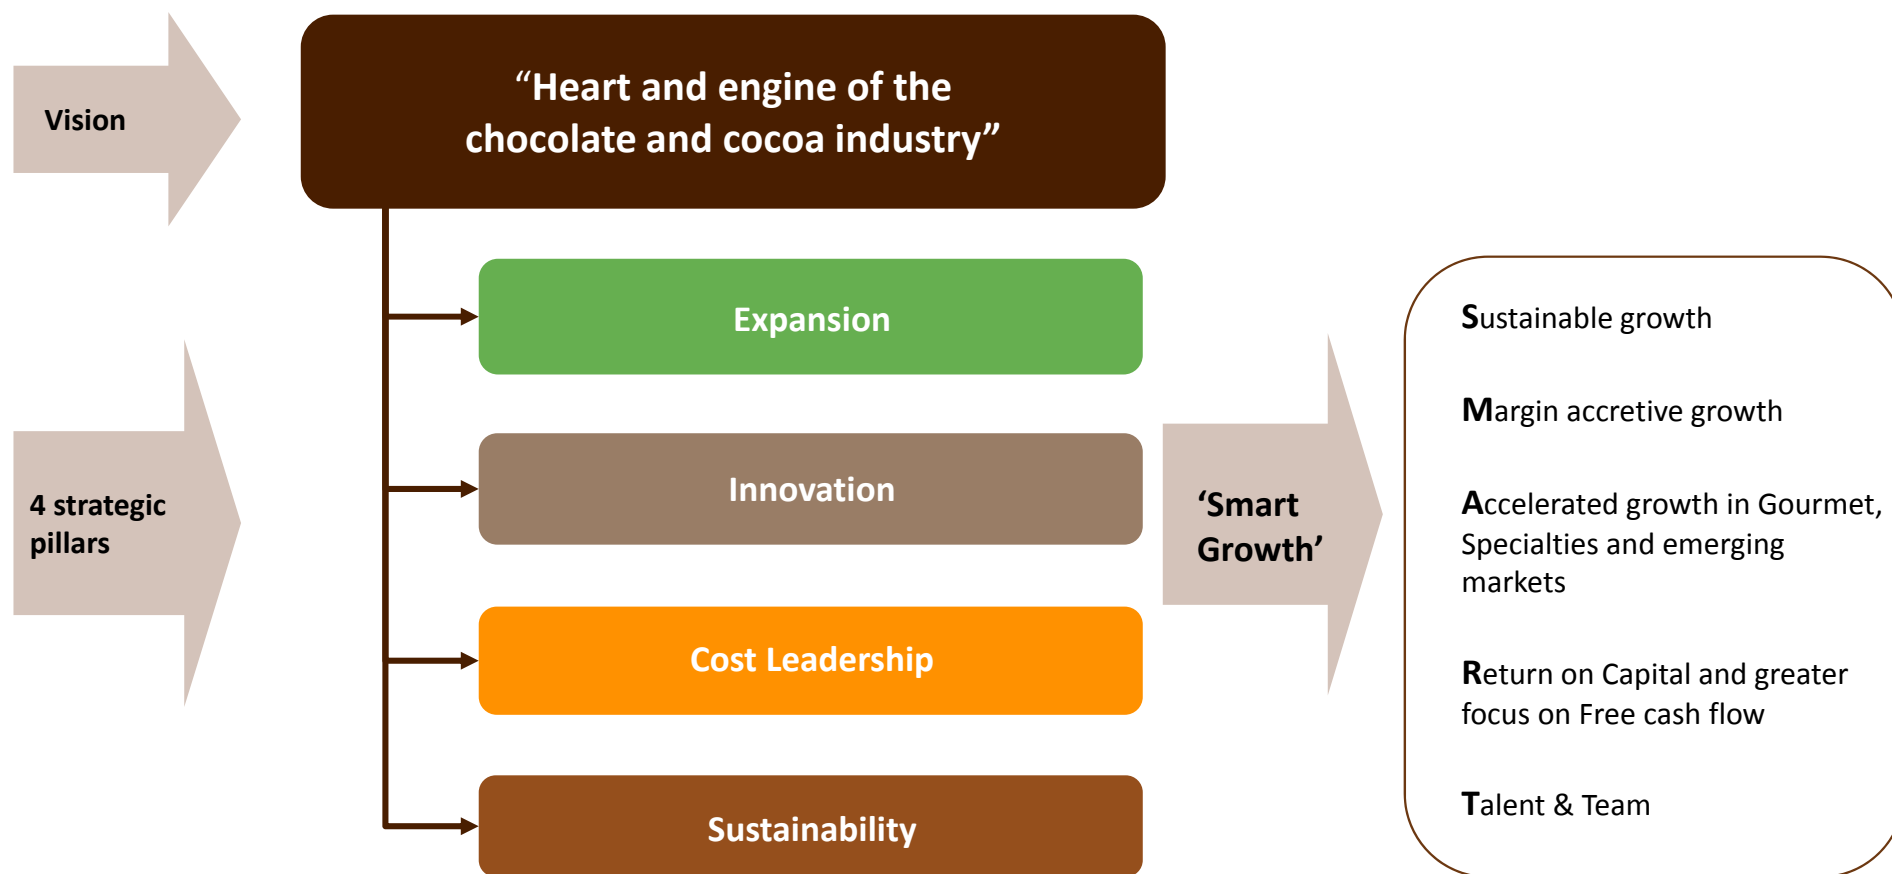 Vision
“Heart and engine of the
chocolate and cocoa industry”
4 strategic
pillars
Expansion
Innovation
Cost Leadership
Sustainability
‘Smart
Growth’
Sustainable growth
Margin accretive growth
Accelerated growth in Gourmet,
Specialties and emerging
markets
Return on Capital and greater
focus on Free cash flow
Talent & Team